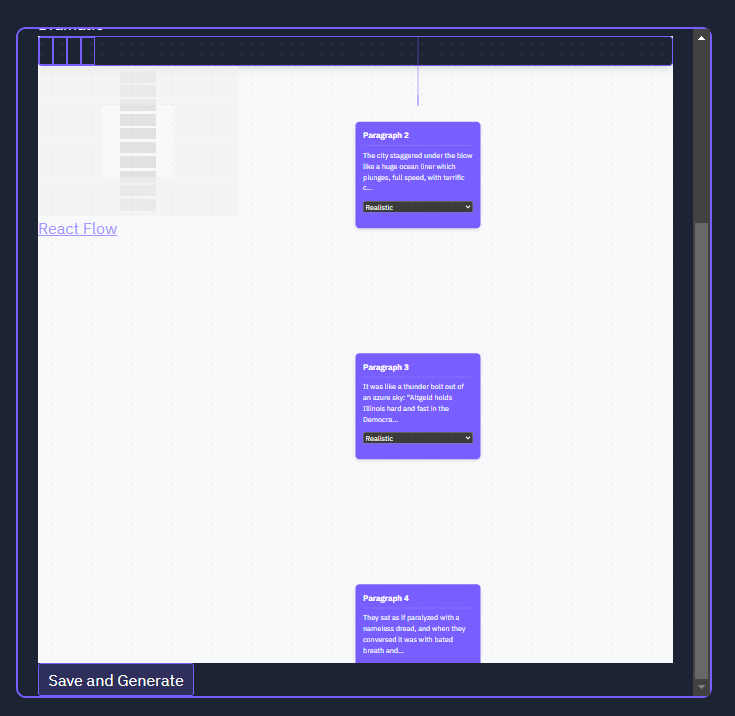 Paragraph 2
The city staggered under the blow
like a huge ocean liner which
plunges, full speed, with terrific
c...
Realistic
React Flow
Paragraph 3
It was like a thunder bolt out of
an azure sky: "Altgeld holds
Illinois hard and fast in the
Democra...
Realistic
Paragraph 4
They sat as if paralyzed with a
nameless dread, and when they
conversed it was with bated
breath and...
Save and Generate